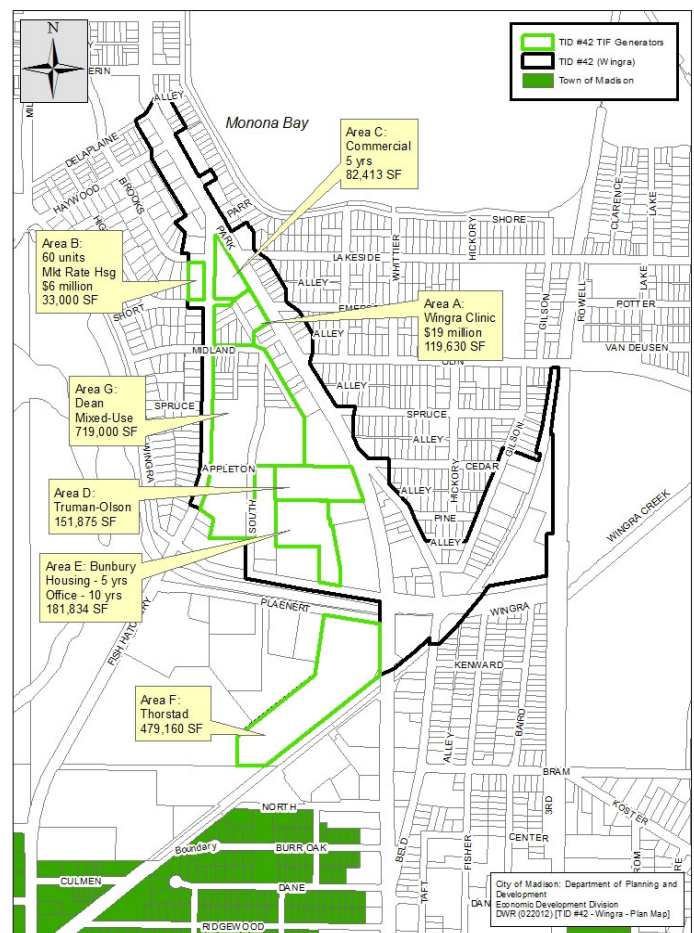 N
TID #42 TIF Generators
TID #42 (Wingra)
Town of Madison
ERIN
ALLEY
Monona Bay
DELAPLAINE
HAYWOOD
BROOKS
PARR
PARK
Area C:
Commercial
5 yrs
82,413 SF
SHORE
CLARENCE
LAKE
HICKORY
WHITTIER
LAKESIDE
Area B:
60 units
Mkt Rate Hsg
$6 million
33,000 SF
ALLEY
LAKE
GILSON
ROWELL
POTTER
Area A:
Wingra Clinic
$19 million
119,630 SF
SHORT
ALLEY
MIDLAND
VAN DEUSEN
ALLEY
Area G:
Dean
Mixed-Use
719,000 SF
SPRUCE
SPRUCE
ALLEY
WINGRA
GILSON
HICKORY
CEDAR
APPLETON
ALLEY
Area D:
Truman-Olson
151,875 SF
SOUTH
PINE
ALLEY
WINGRA CREEK
Area E: Bunbury
Housing - 5 yrs
Office - 10 yrs
181,834 SF
PLAENERT
WINGRA
FISH HATCHERY
KENWARD
Area F:
Thorstad
479,160 SF
ALLEY
BAIRD
BRAM
3RD
NORTH
KOSTER
Boundary
BURR OAK
BELD
FISHER
CENTER
CULMEN
DANE
TAFT
RIDGEWOOD
City of Madison: Department of Planning and
Development
Economic Development Division
DWR (022012) [TID #42 - Wingra - Plan Map]